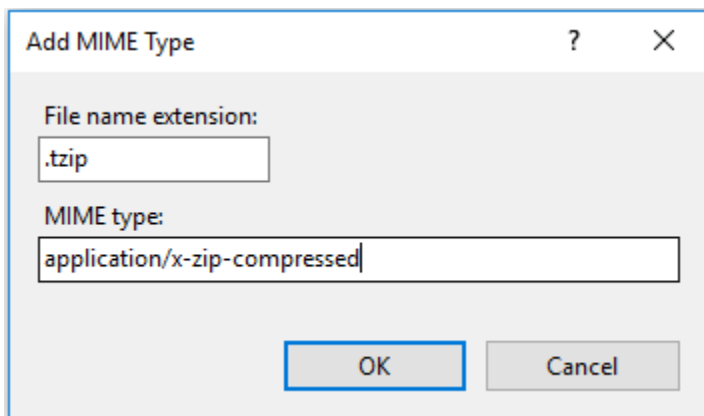 Add MIME Type
?
File name extension:
.tzip
MIME type:
application/x-zip-compressed
OK
Cancel